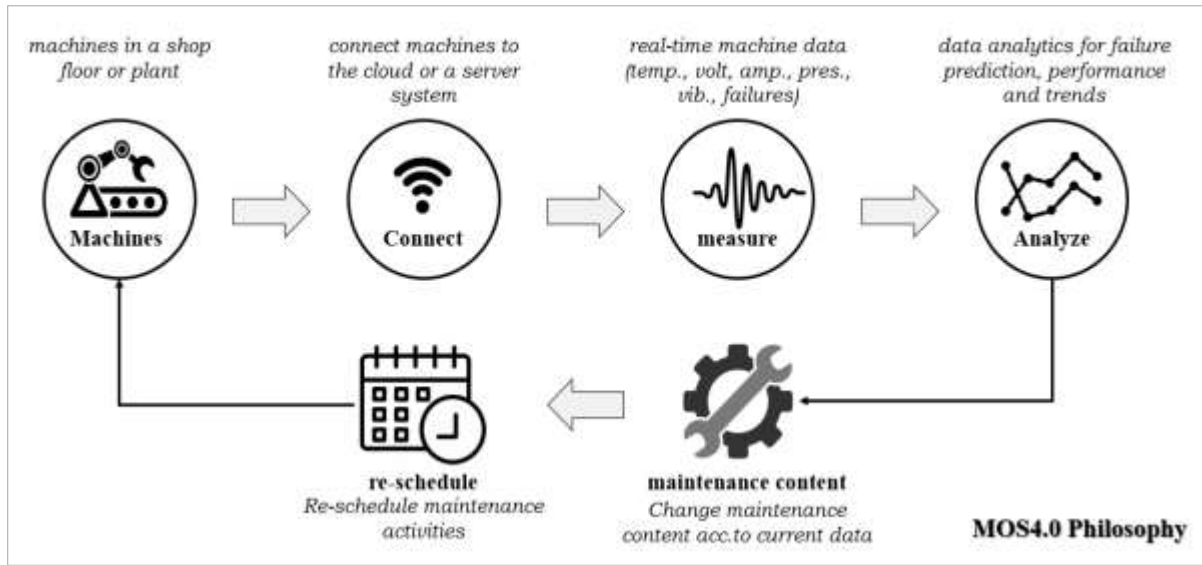 machines in a shop
floor or plant
connect machines to
the cloud or a server
system
real-time machine data
(temp., volt, amp., pres.,
vib., failures)
data analytics for failure
prediction, performance
and trends
Machines
Connect
measure
Analyze
re-schedule
Re-schedule maintenance
activities
maintenance content
Change maintenance
content acc.to current data
MOS4.0 Philosophy